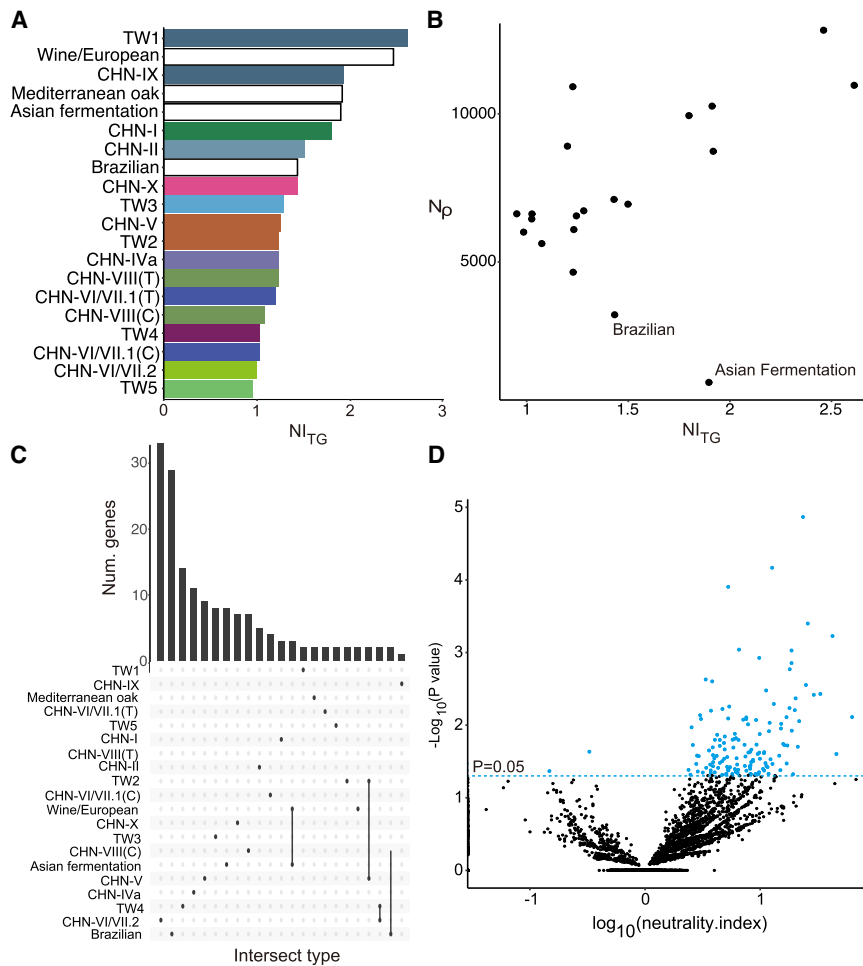 A
TW1
Wine/European
CHN-IX
Mediterranean oak
Asian fermentation
CHN-I
CHN-II
Brazilian
CHN-X
TW3
CHN-V
TW2
CHN-IVa
CHN-VIII(T)
CHN-VI/VII.1(T)
CHN-VIII(C)
TW4
CHN-VI/VII.1(C)
CHN-VI/VII.2
TW5
0 1 2 3
NI_TG
B
10000
Nρ
5000
Brazilian
Asian Fermentation
1 1.5 2 2.5
NI_TG
C
Num. genes
30
20
10
0
TW1
CHN-IX
Mediterranean oak
CHN-VI/VII.1(T)
TW5
CHN-I
CHN-VIII(T)
CHN-II
TW2
CHN-VI/VII.1(C)
Wine/European
CHN-X
TW3
CHN-VIII(C)
Asian fermentation
CHN-V
CHN-IVa
TW4
CHN-VI/VII.2
Brazilian
Intersect type
D
-Log10(P value)
5
4
3
2
1
0
P=0.05
-1 0 1
log10(neutrality.index)